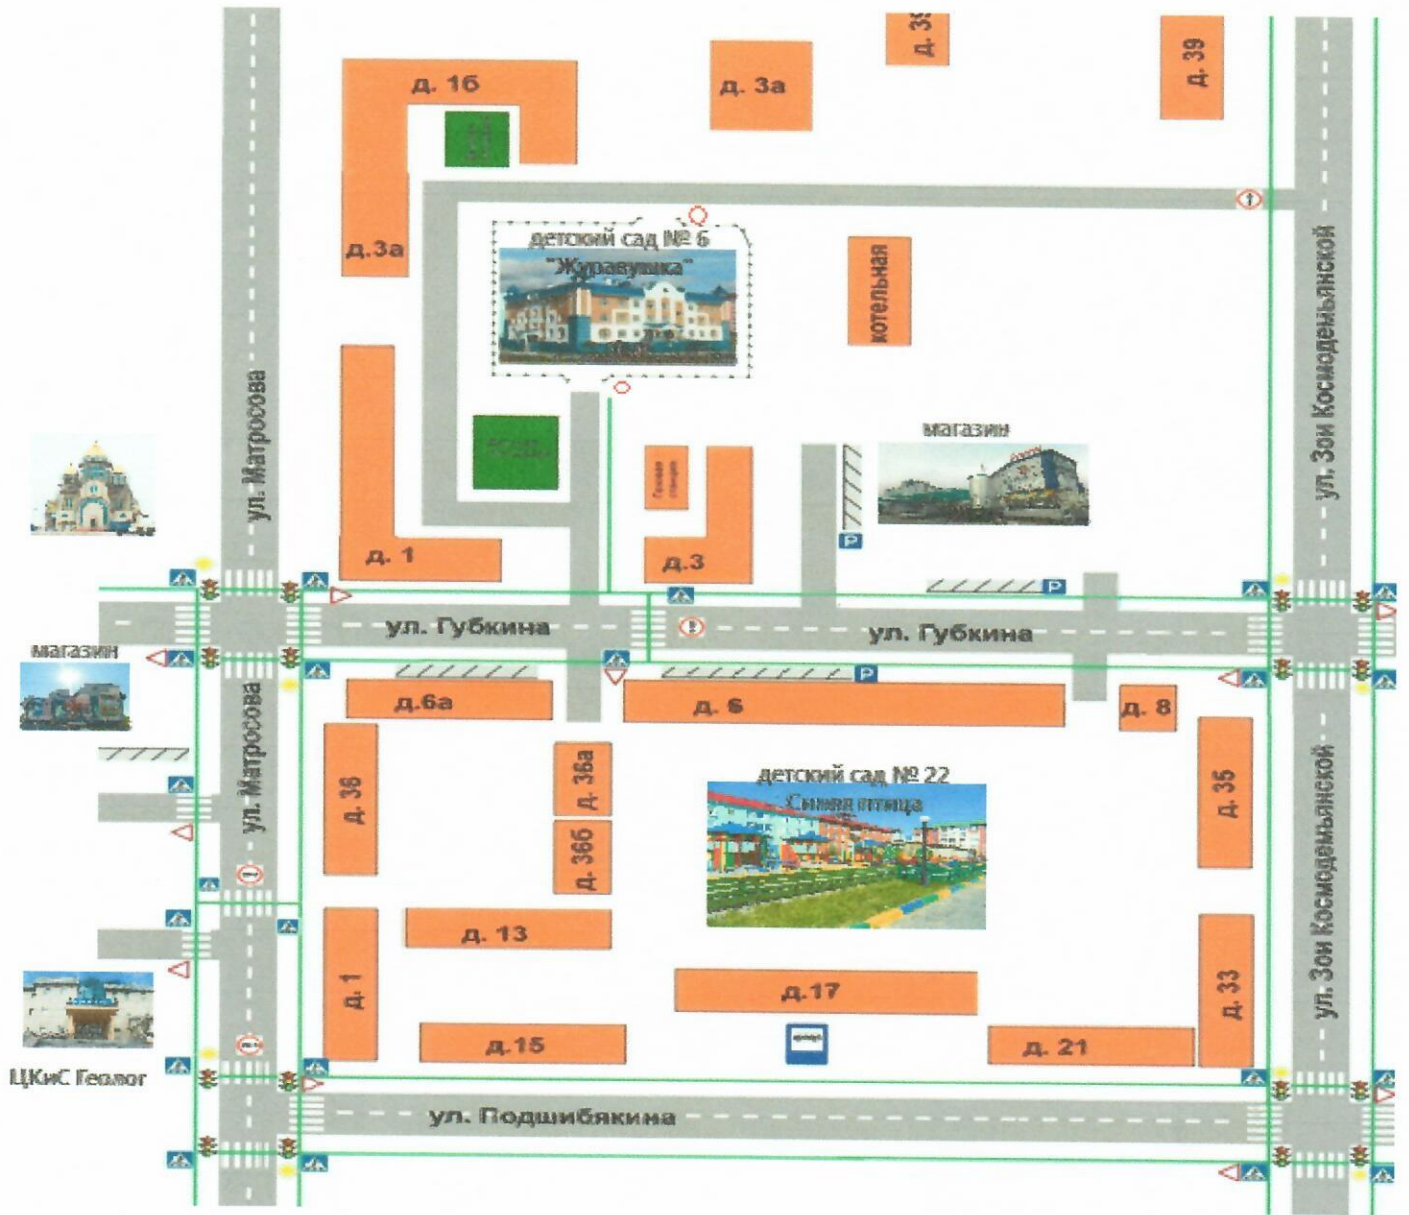 д. 39
д. 1б
д. 3а
д. 39
д.3а
детский сад № 6
"Журавушка"
котельная
ул. Зои Космодемьянской
ул. Матросова
магазин
P
д. 1
д.3
P
ул. Губкина
ул. Губкина
магазин
P
д.6а
д. 6
д. 8
ул. Матросова
д. 36
д. 36а
детский сад № 22
Синяя птица
д. 35
д. 36б
ул. Зои Космодемьянской
д. 13
д. 1
д.17
д. 33
д.15
д. 21
ЦКиС Геолог
ул. Подшибякина